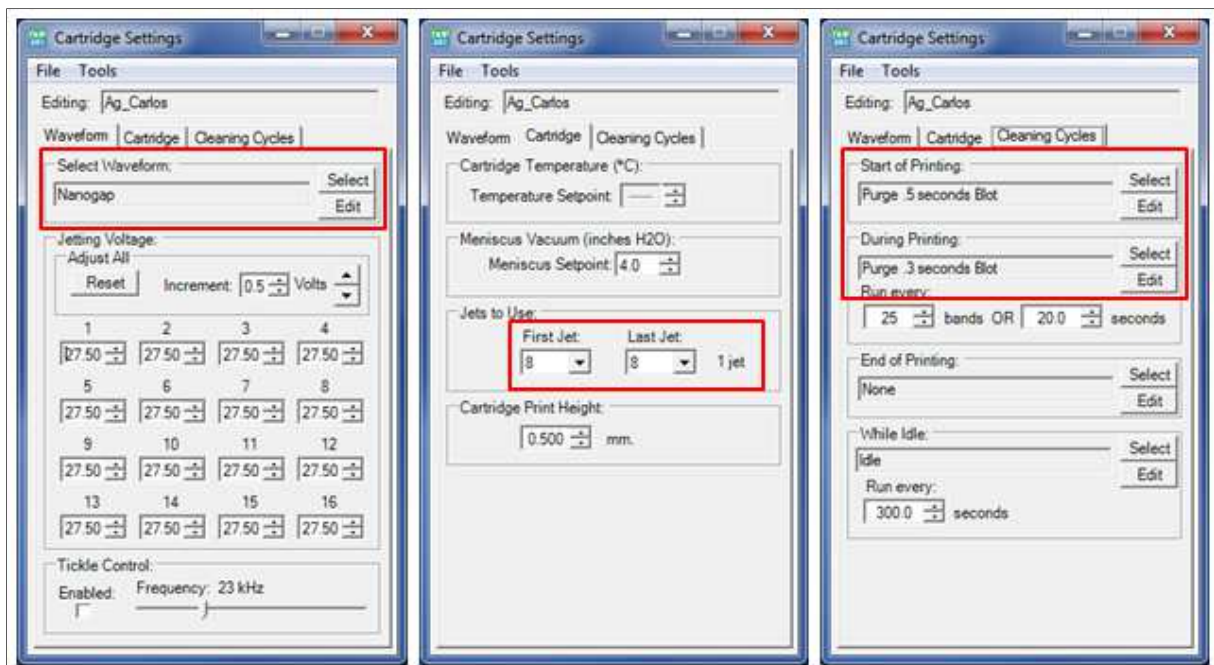 Cartridge Settings
File Tools
Editing: Ag_Carlos
Waveform Cartridge Cleaning Cycles
Select Waveform:
Nanogap
Select
Edit
Jetting Voltage:
Adjust All
Reset Increment: 0.5 Volts
1 2 3 4
27.50 27.50 27.50 27.50
5 6 7 8
27.50 27.50 27.50 27.50
9 10 11 12
27.50 27.50 27.50 27.50
13 14 15 16
27.50 27.50 27.50 27.50
Tickle Control:
Enabled: Frequency: 23 kHz
Cartridge Settings
File Tools
Editing: Ag_Carlos
Waveform Cartridge Cleaning Cycles
Cartridge Temperature (°C):
Temperature Setpoint: ----
Meniscus Vacuum (inches H2O):
Meniscus Setpoint: 4.0
Jets to Use:
First Jet: Last Jet:
8 8 1 jet
Cartridge Print Height:
0.500 mm.
Cartridge Settings
File Tools
Editing: Ag_Carlos
Waveform Cartridge Cleaning Cycles
Start of Printing:
Purge .5 seconds Blot
Select
Edit
During Printing:
Purge .3 seconds Blot
Select
Edit
Run every:
25 bands OR 20.0 seconds
End of Printing:
None
Select
Edit
While Idle:
Idle
Select
Edit
Run every:
300.0 seconds